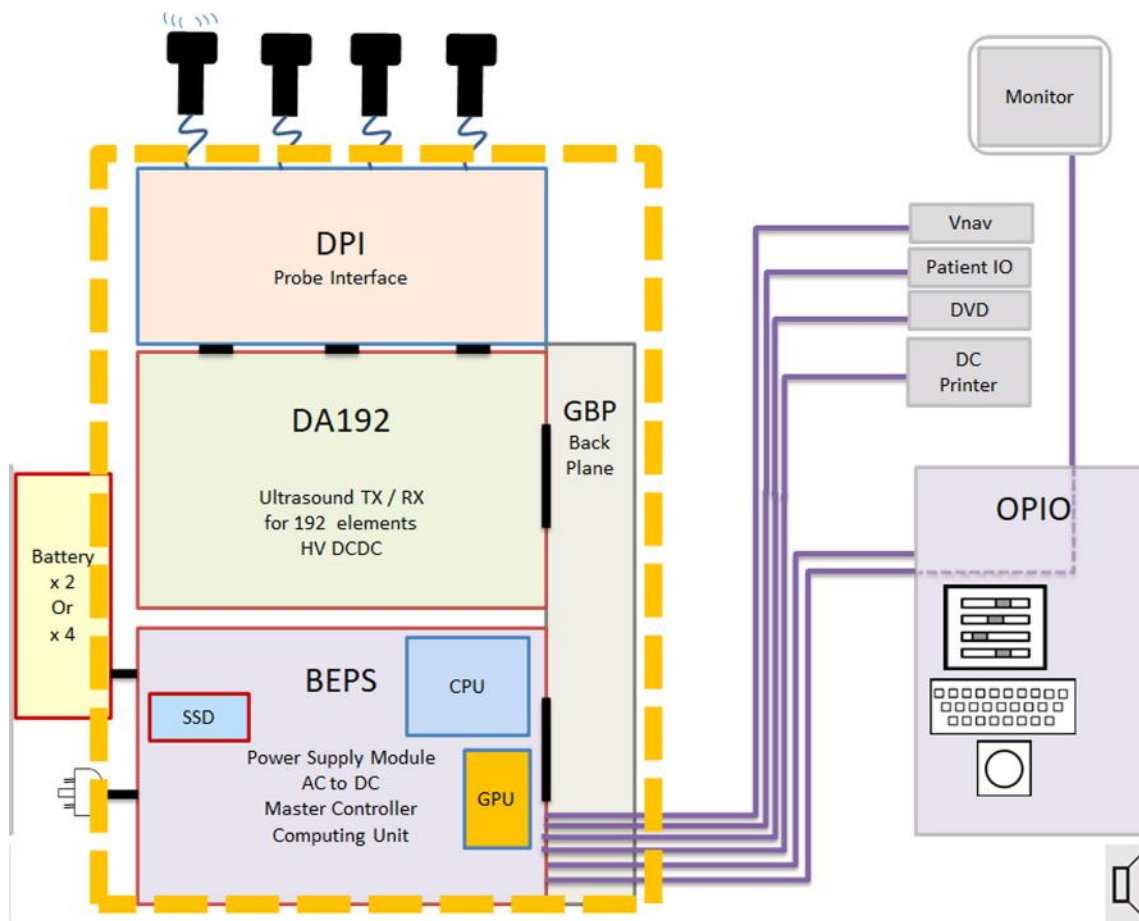 Monitor
Vnav
Patient IO
DVD
DC
Printer
DPI
Probe Interface
DA192
Ultrasound TX / RX
for 192 elements
HV DCDC
GBP
Back
Plane
OPIO
Battery
x 2
Or
x 4
BEPS
CPU
SSD
GPU
Power Supply Module
AC to DC
Master Controller
Computing Unit